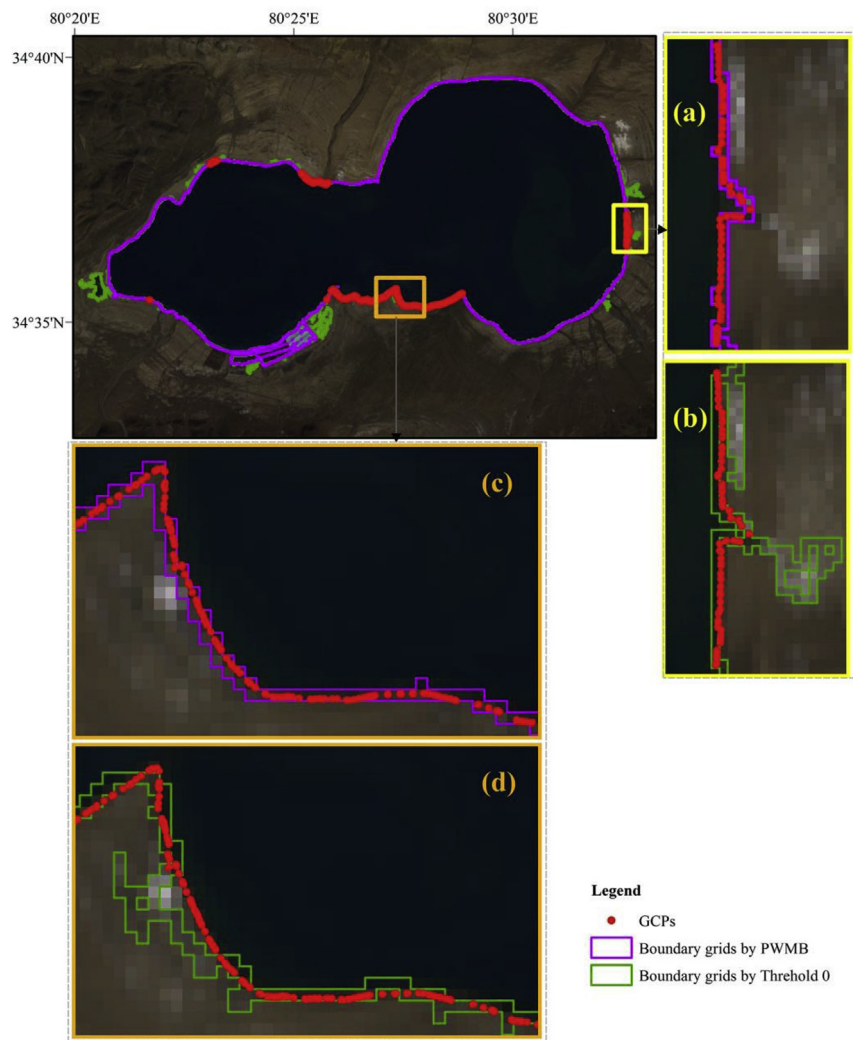 80°20'E 80°25'E 80°30'E
34°40'N
34°35'N
(a)
(b)
(c)
(d)
Legend
GCPs
Boundary grids by PWMB
Boundary grids by Threhold 0